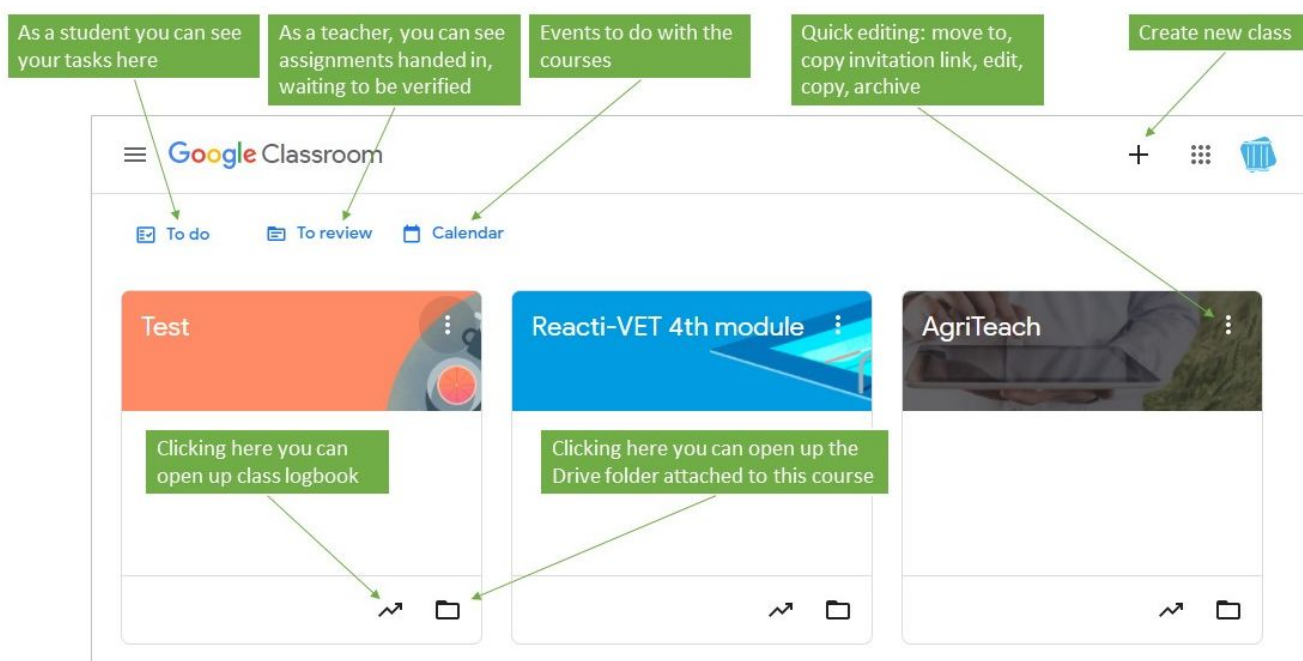 As a student you can see
your tasks here
As a teacher, you can see
assignments handed in,
waiting to be verified
Events to do with the
courses
Quick editing: move to,
copy invitation link, edit,
copy, archive
Create new class
Google Classroom
To do
To review
Calendar
Test
Reacti-VET 4th module
AgriTeach
Clicking here you can
open up class logbook
Clicking here you can open up the
Drive folder attached to this course